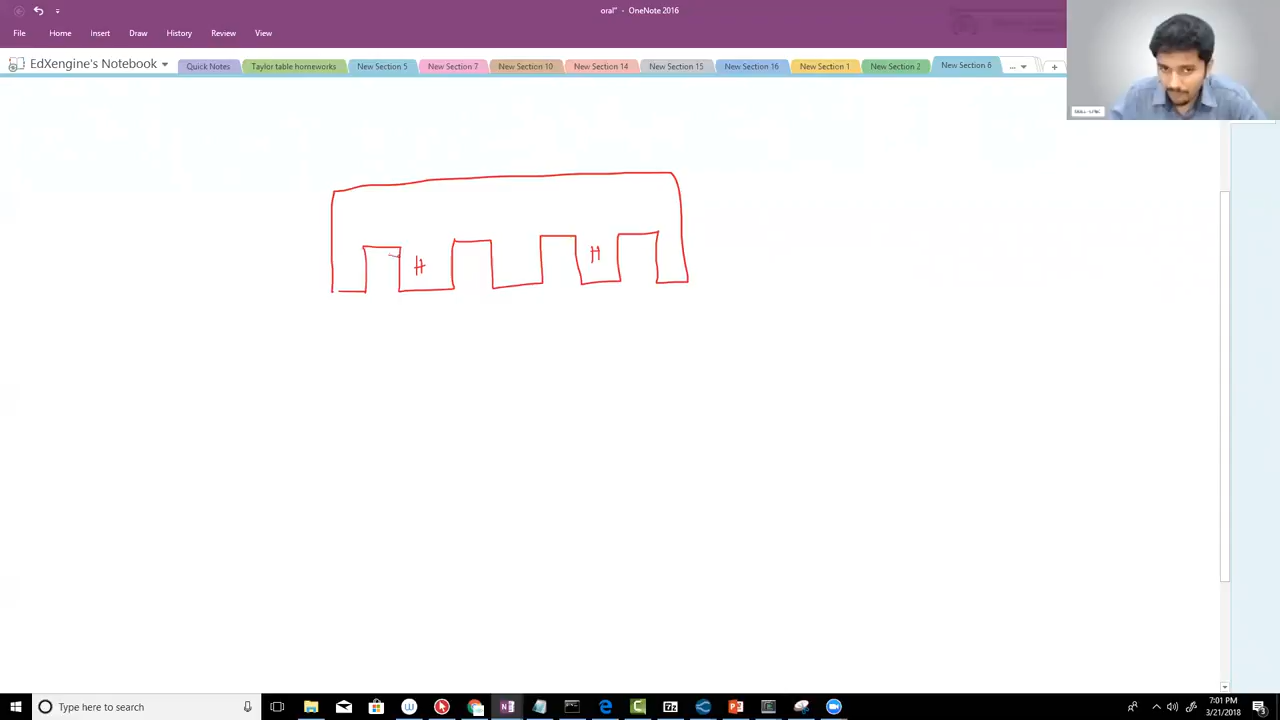 oral" - OneNote 2016
File Home Insert Draw History Review View
EdXengine's Notebook
Quick Notes Taylor table homeworks New Section 5 New Section 7 New Section 10 New Section 14 New Section 15 New Section 16 New Section 1 New Section 2 New Section 6 ...
H H
Type here to search
7:01 PM
3/21/2018